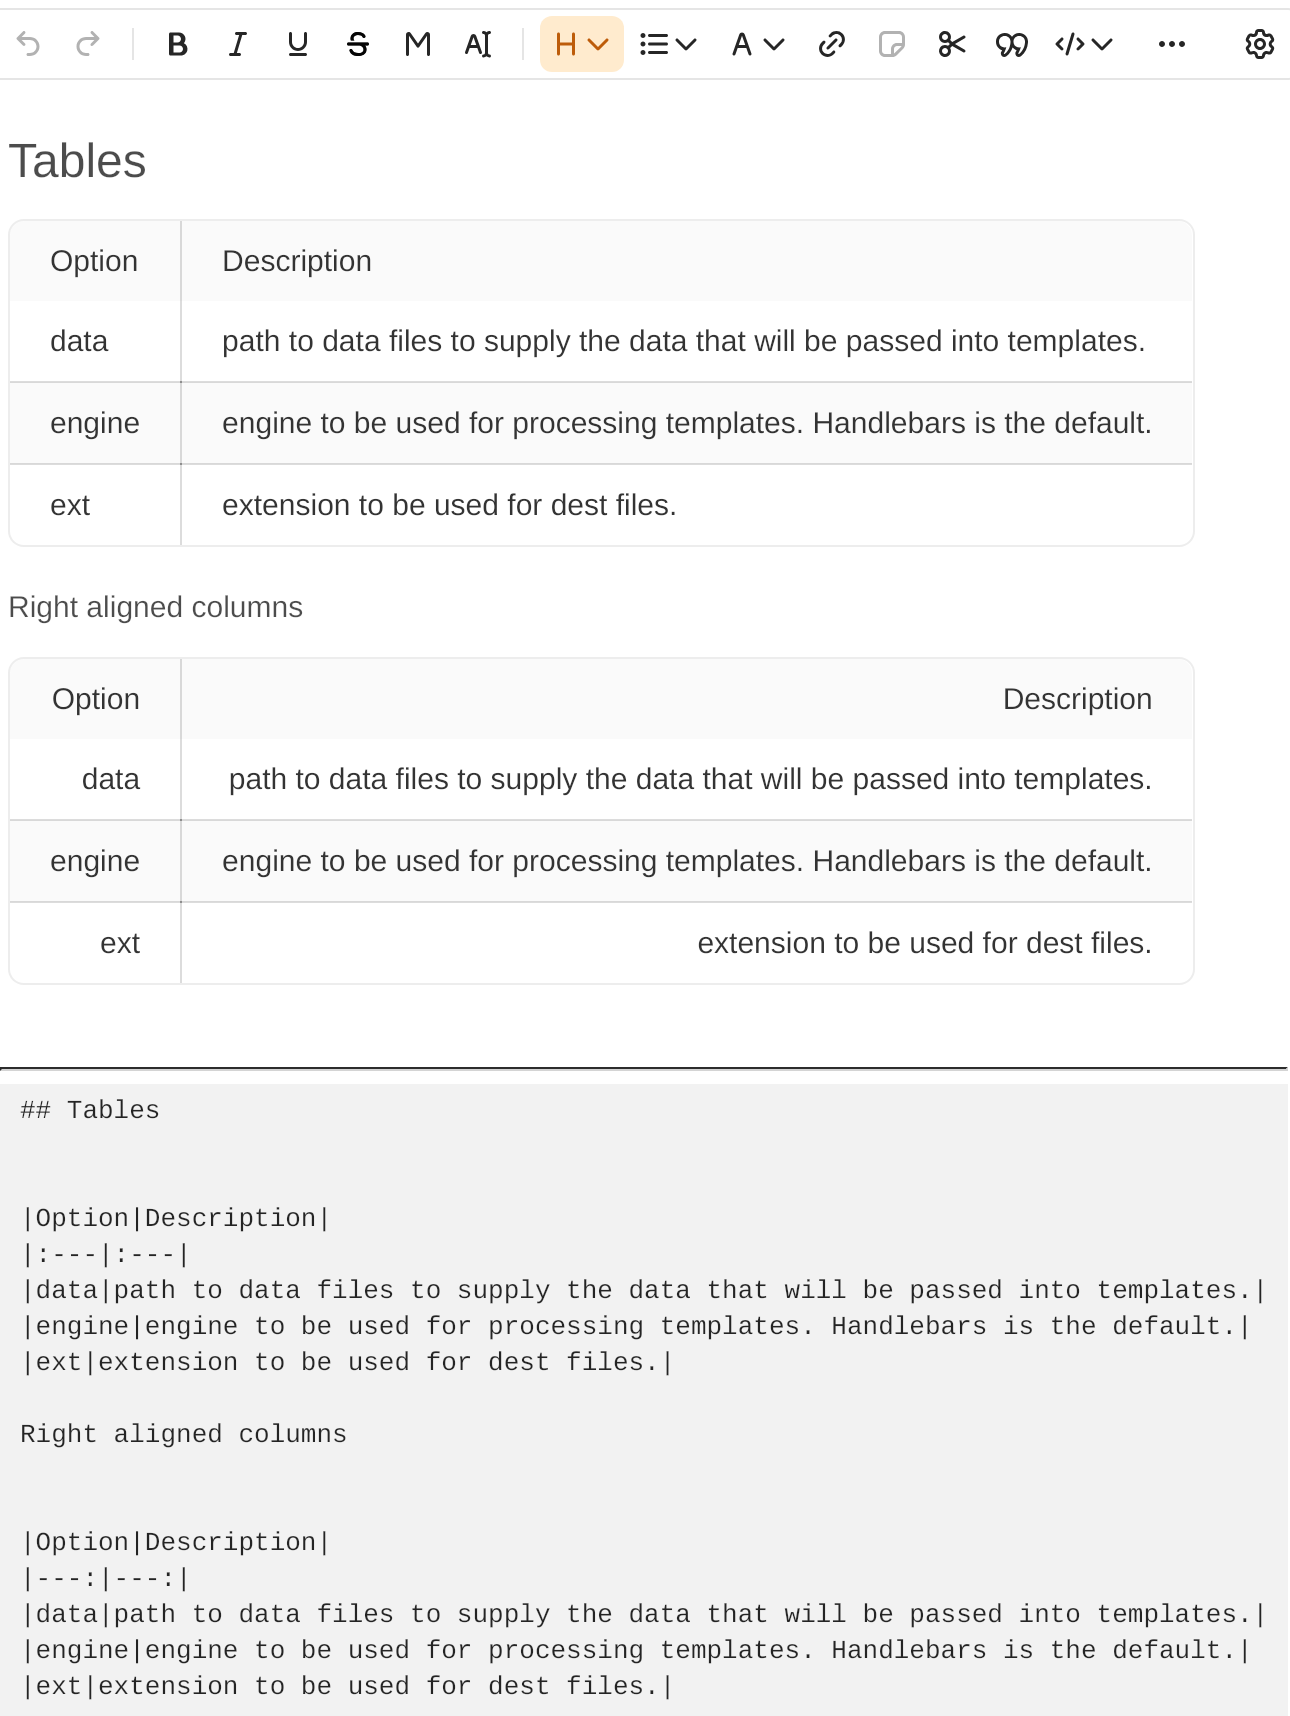 Tables
Option Description
data path to data files to supply the data that will be passed into templates.
engine engine to be used for processing templates. Handlebars is the default.
ext extension to be used for dest files.
Right aligned columns
Option Description
data path to data files to supply the data that will be passed into templates.
engine engine to be used for processing templates. Handlebars is the default.
ext extension to be used for dest files.
## Tables
|Option|Description|
|:---|:---|
|data|path to data files to supply the data that will be passed into templates.|
|engine|engine to be used for processing templates. Handlebars is the default.|
|ext|extension to be used for dest files.|
Right aligned columns
|Option|Description|
|---:|---:|
|data|path to data files to supply the data that will be passed into templates.|
|engine|engine to be used for processing templates. Handlebars is the default.|
|ext|extension to be used for dest files.|